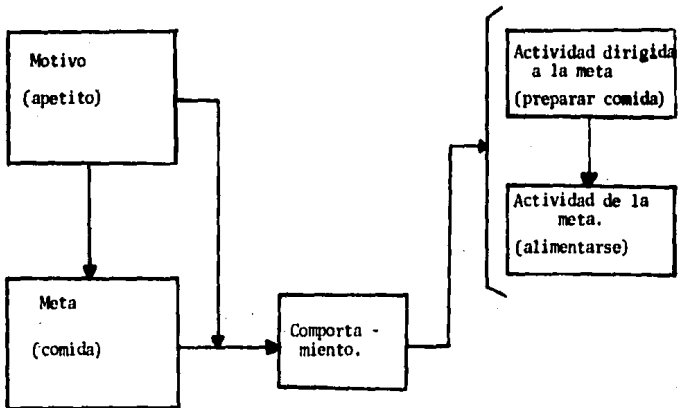 Motivo
(apetito)
Meta
(comida)
Comporta -
miento.
Actividad dirigida
a la meta
(preparar comida)
Actividad de la
meta.
(alimentarse)